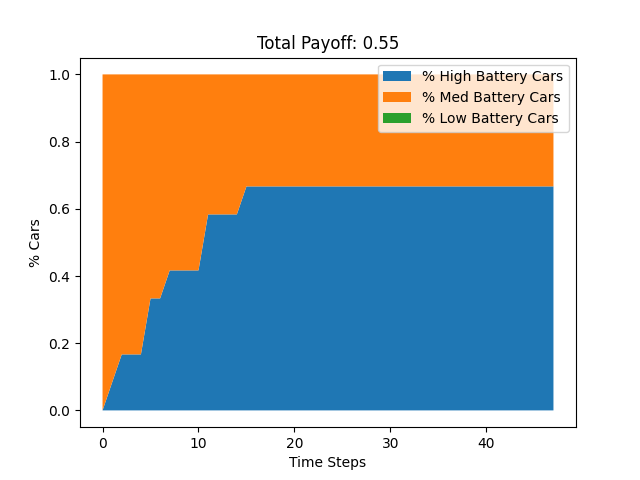 Total Payoff: 0.55
% High Battery Cars
% Med Battery Cars
% Low Battery Cars
1.0
0.8
0.6
0.4
0.2
0.0
% Cars
0 10 20 30 40
Time Steps